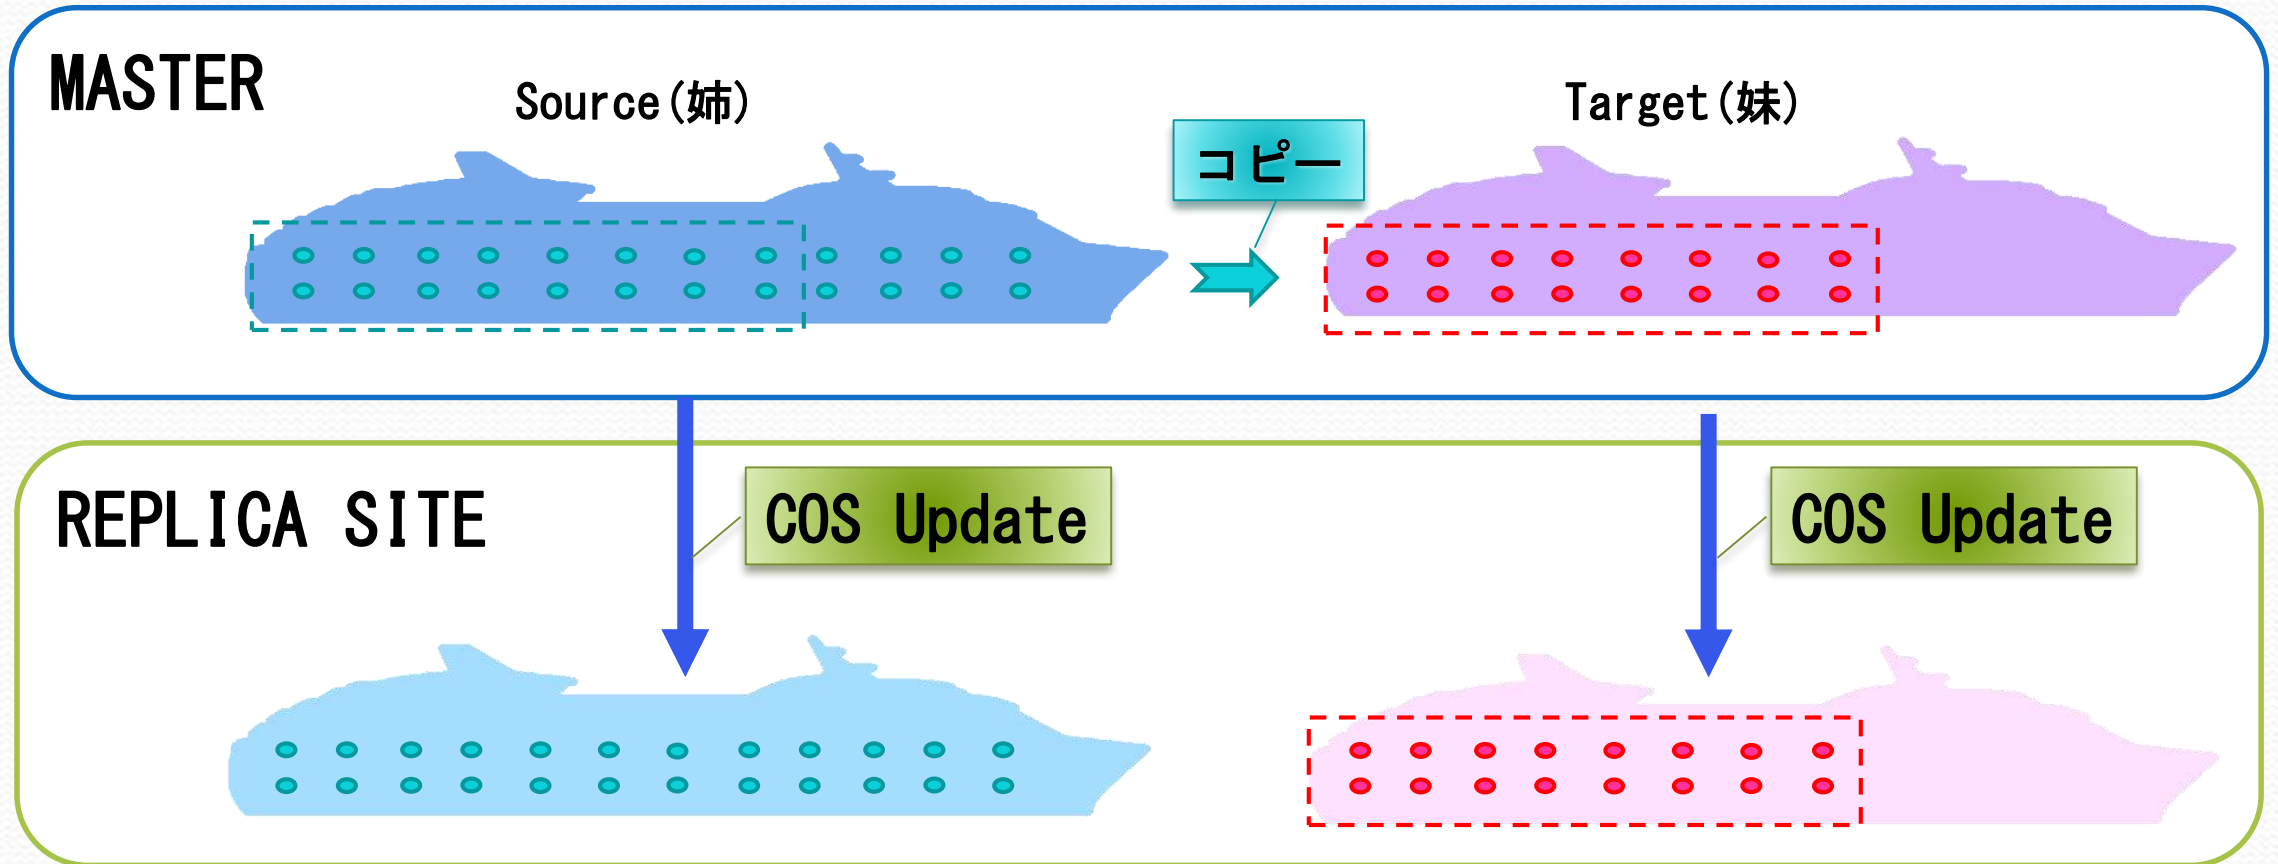 MASTER
Source(姉)
Target(妹)
コピー
REPLICA SITE
COS Update
COS Update